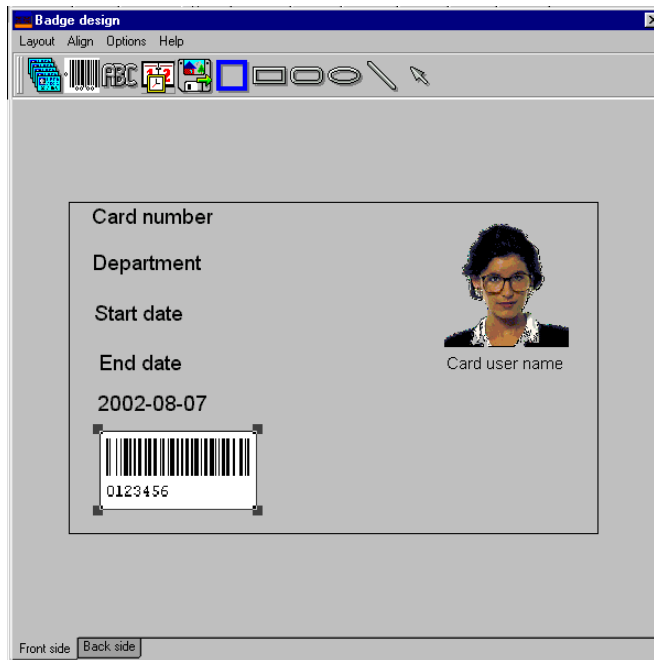 Badge design
Layout Align Options Help
ABC
Card number
Department
Start date
End date
Card user name
2002-08-07
0123456
Front side Back side